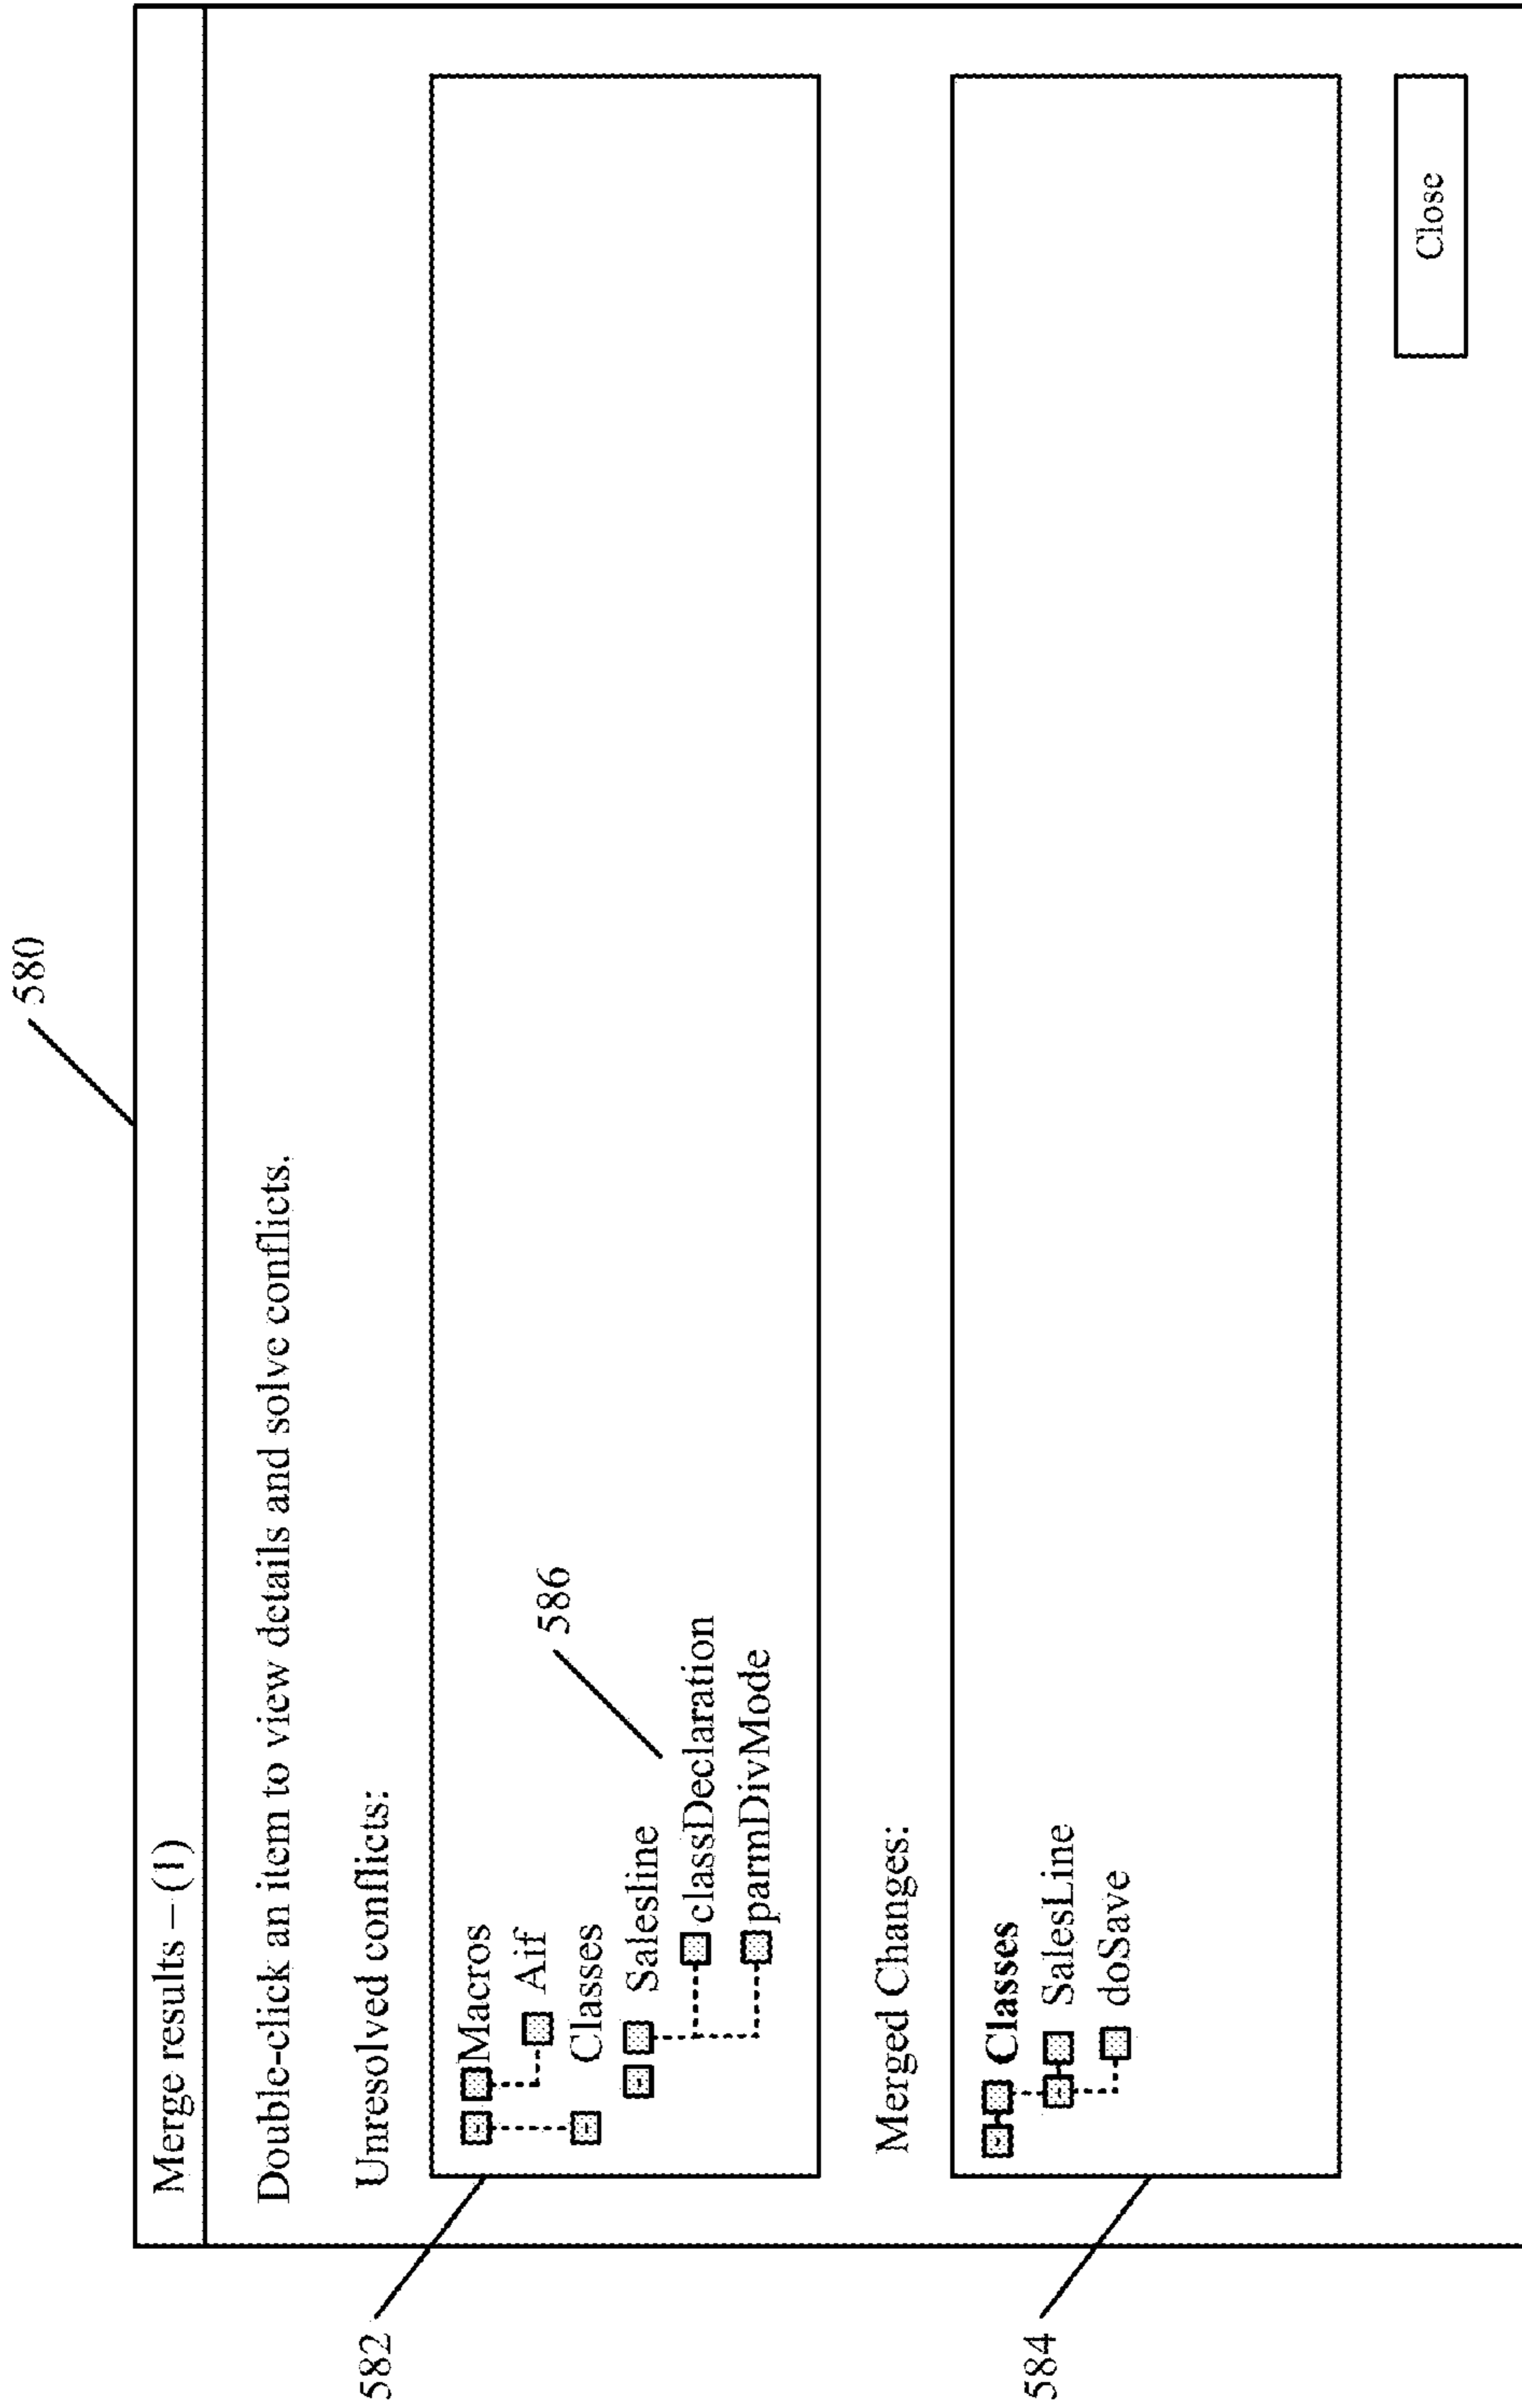 580
Merge results – (1)
Double-click an item to view details and solve conflicts.
Unresolved conflicts:
582
Macros
Aif
586
Classes
Salesline
classDeclaration
parmDivMode
Merged Changes:
584
Classes
SalesLine
doSave
Close